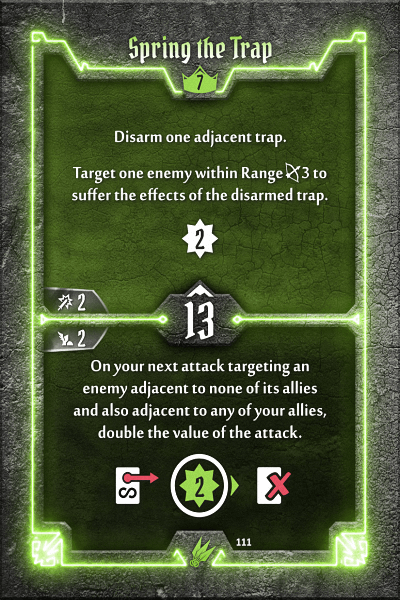 Spring the Trap
7
Disarm one adjacent trap.
Target one enemy within Range 3 to
suffer the effects of the disarmed trap.
2
2
13
2
On your next attack targeting an
enemy adjacent to none of its allies
and also adjacent to any of your allies,
double the value of the attack.
S 2
111